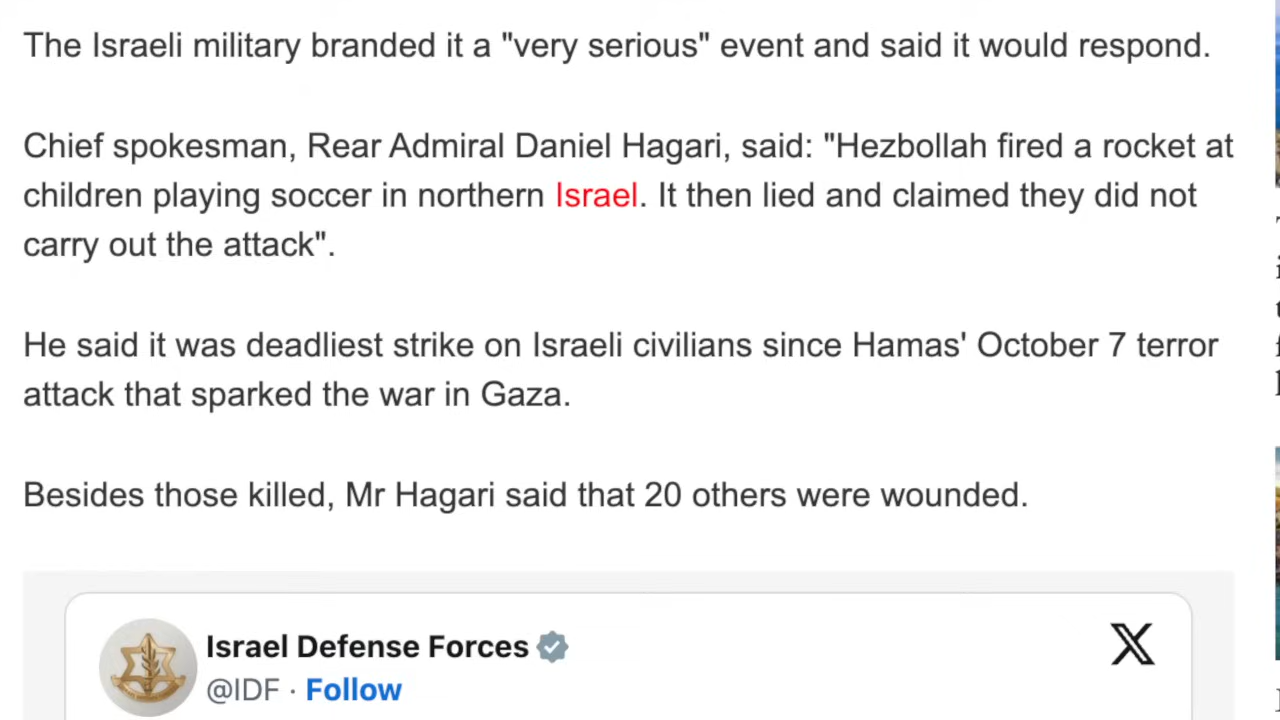 The Israeli military branded it a "very serious" event and said it would respond.
Chief spokesman, Rear Admiral Daniel Hagari, said: "Hezbollah fired a rocket at
children playing soccer in northern Israel. It then lied and claimed they did not
carry out the attack".
He said it was deadliest strike on Israeli civilians since Hamas' October 7 terror
attack that sparked the war in Gaza.
Besides those killed, Mr Hagari said that 20 others were wounded.
Israel Defense Forces
@IDF · Follow